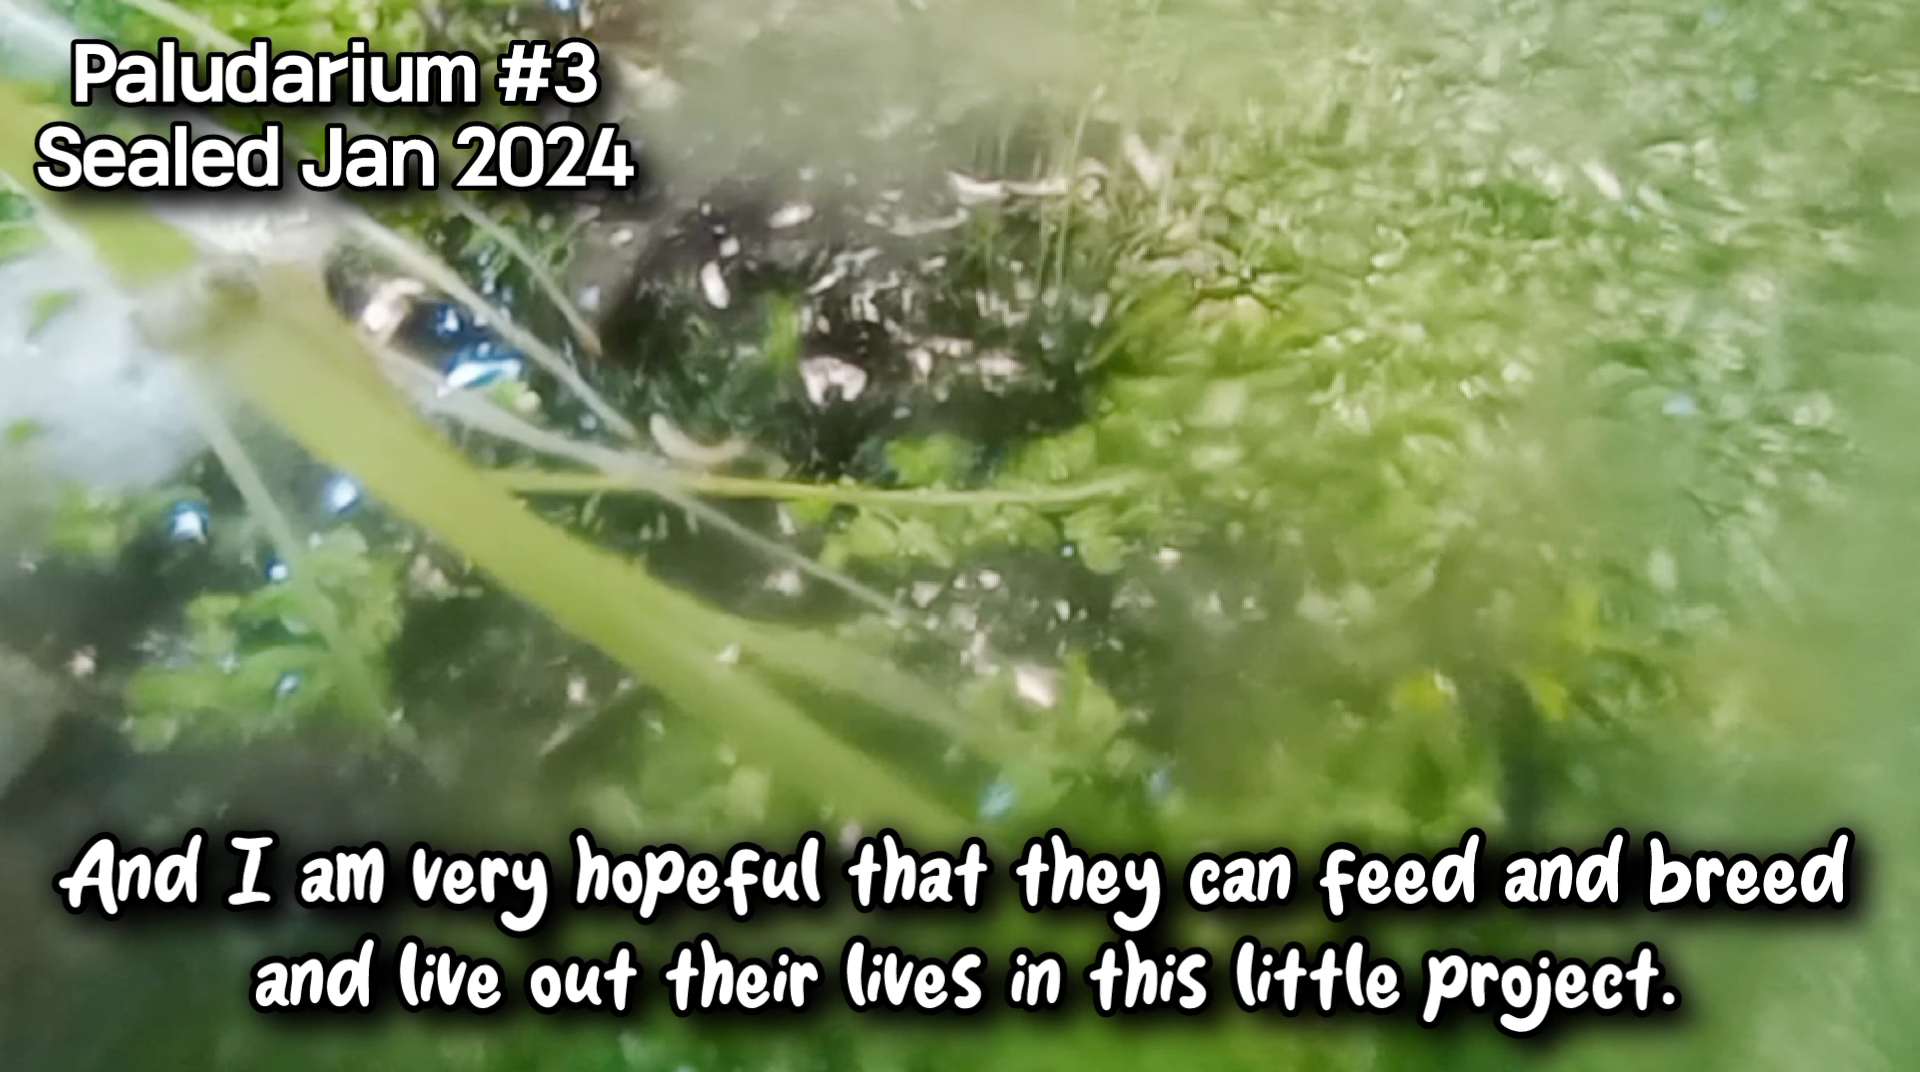 Paludarium #3
Sealed Jan 2024
And I am very hopeful that they can feed and breed
and live out their lives in this little project.